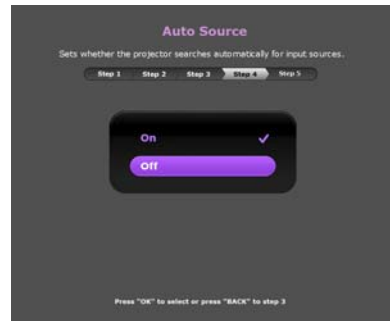 Auto Source
Sets whether the projector searches automatically for input sources.
Step 1 Step 2 Step 3 Step 4 Step 5
On
Off
Press "OK" to select or press "BACK" to step 3